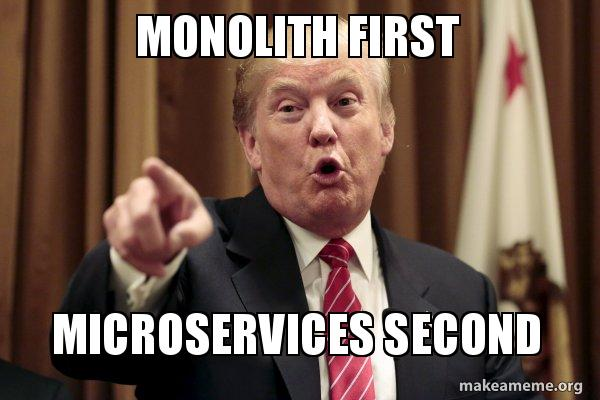 MONOLITH FIRST
MICROSERVICES SECOND
makeameme.org